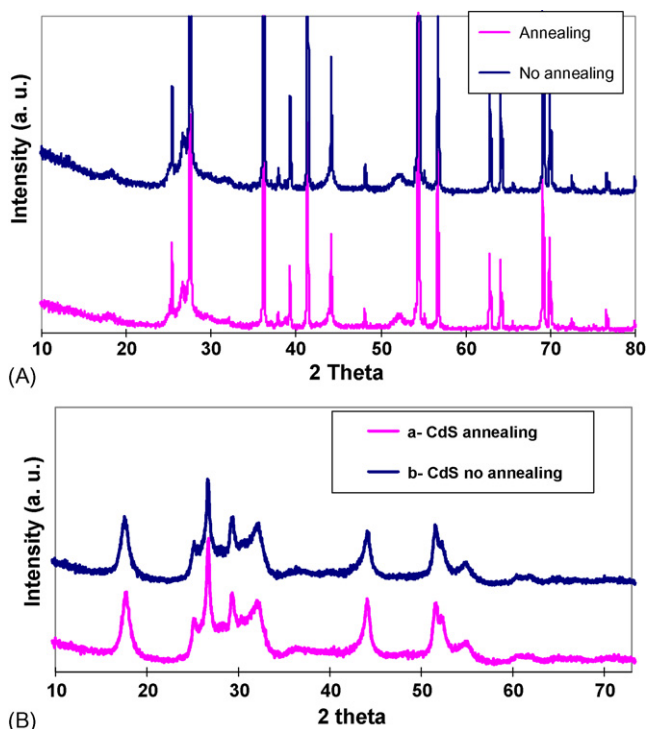 Annealing
No annealing
Intensity (a. u.)
10 20 30 40 50 60 70 80
2 Theta
(A)
a- CdS annealing
b- CdS no annealing
Intensity (a. u.)
10 20 30 40 50 60 70
2 theta
(B)